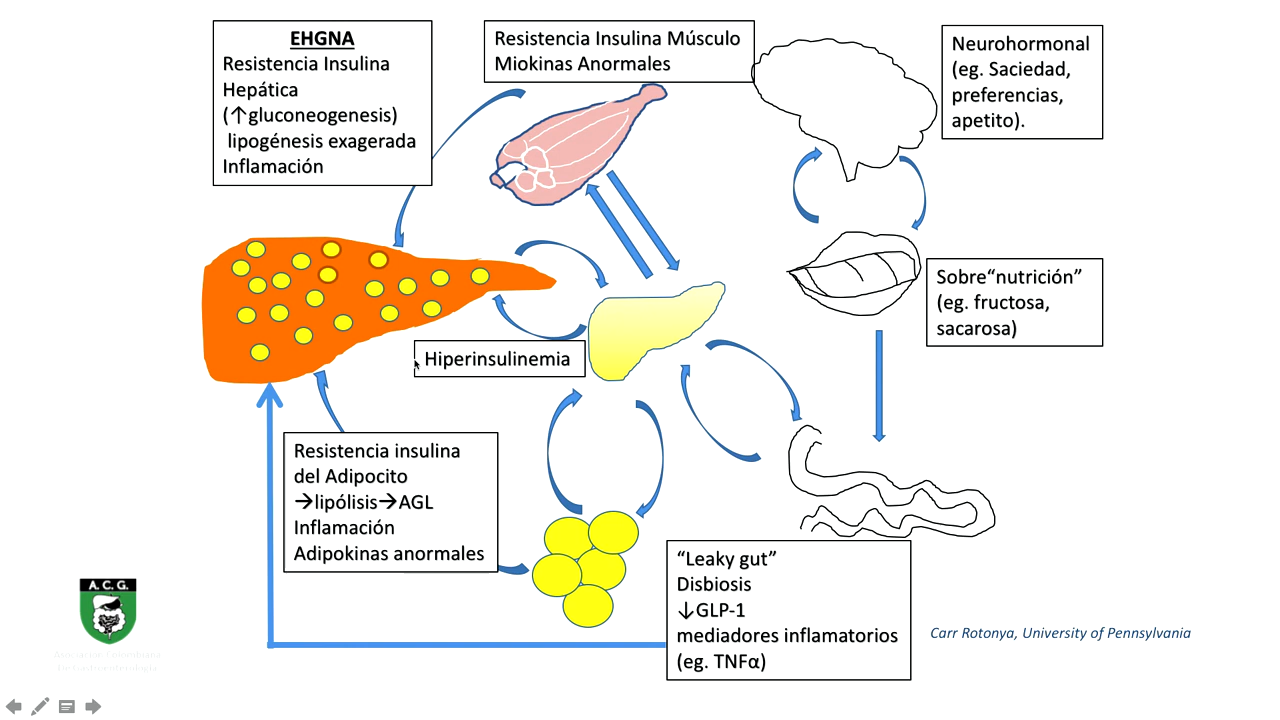 EHGNA
Resistencia Insulina
Hepática
(↑gluconeogenesis)
lipogénesis exagerada
Inflamación
Resistencia Insulina Músculo
Miokinas Anormales
Neurohormonal
(eg. Saciedad,
preferencias,
apetito).
Sobre“nutrición”
(eg. fructosa,
sacarosa)
Hiperinsulinemia
Resistencia insulina
del Adipocito
→lipólisis→AGL
Inflamación
Adipokinas anormales
“Leaky gut”
Disbiosis
↓GLP-1
mediadores inflamatorios
(eg. TNFα)
Carr Rotonya, University of Pennsylvania
A.C.G.